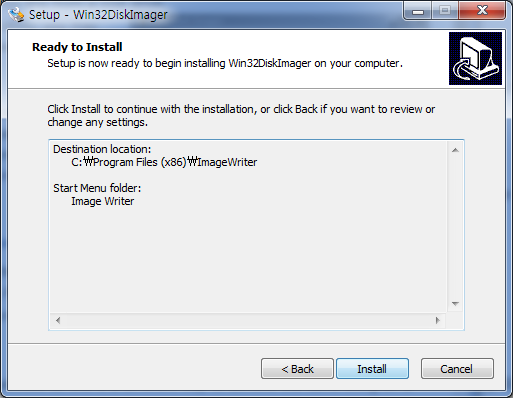 Setup - Win32DiskImager
Ready to Install
Setup is now ready to begin installing Win32DiskImager on your computer.
Click Install to continue with the installation, or click Back if you want to review or
change any settings.
Destination location:
C:₩Program Files (x86)₩ImageWriter
Start Menu folder:
Image Writer
< Back
Install
Cancel